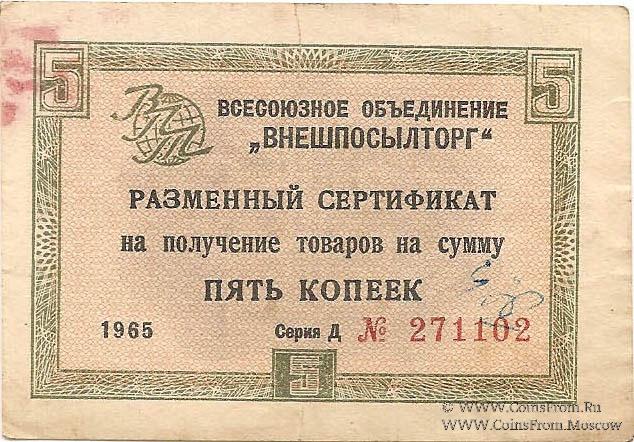 5 5
ВПТ
ВСЕСОЮЗНОЕ ОБЪЕДИНЕНИЕ
„ВНЕШПОСЫЛТОРГ“
РАЗМЕННЫЙ СЕРТИФИКАТ
на получение товаров на сумму
ПЯТЬ КОПЕЕК
1965 Серия Д № 271102
5
© www.CoinsFrom.Ru
© www.CoinsFrom.Moscow